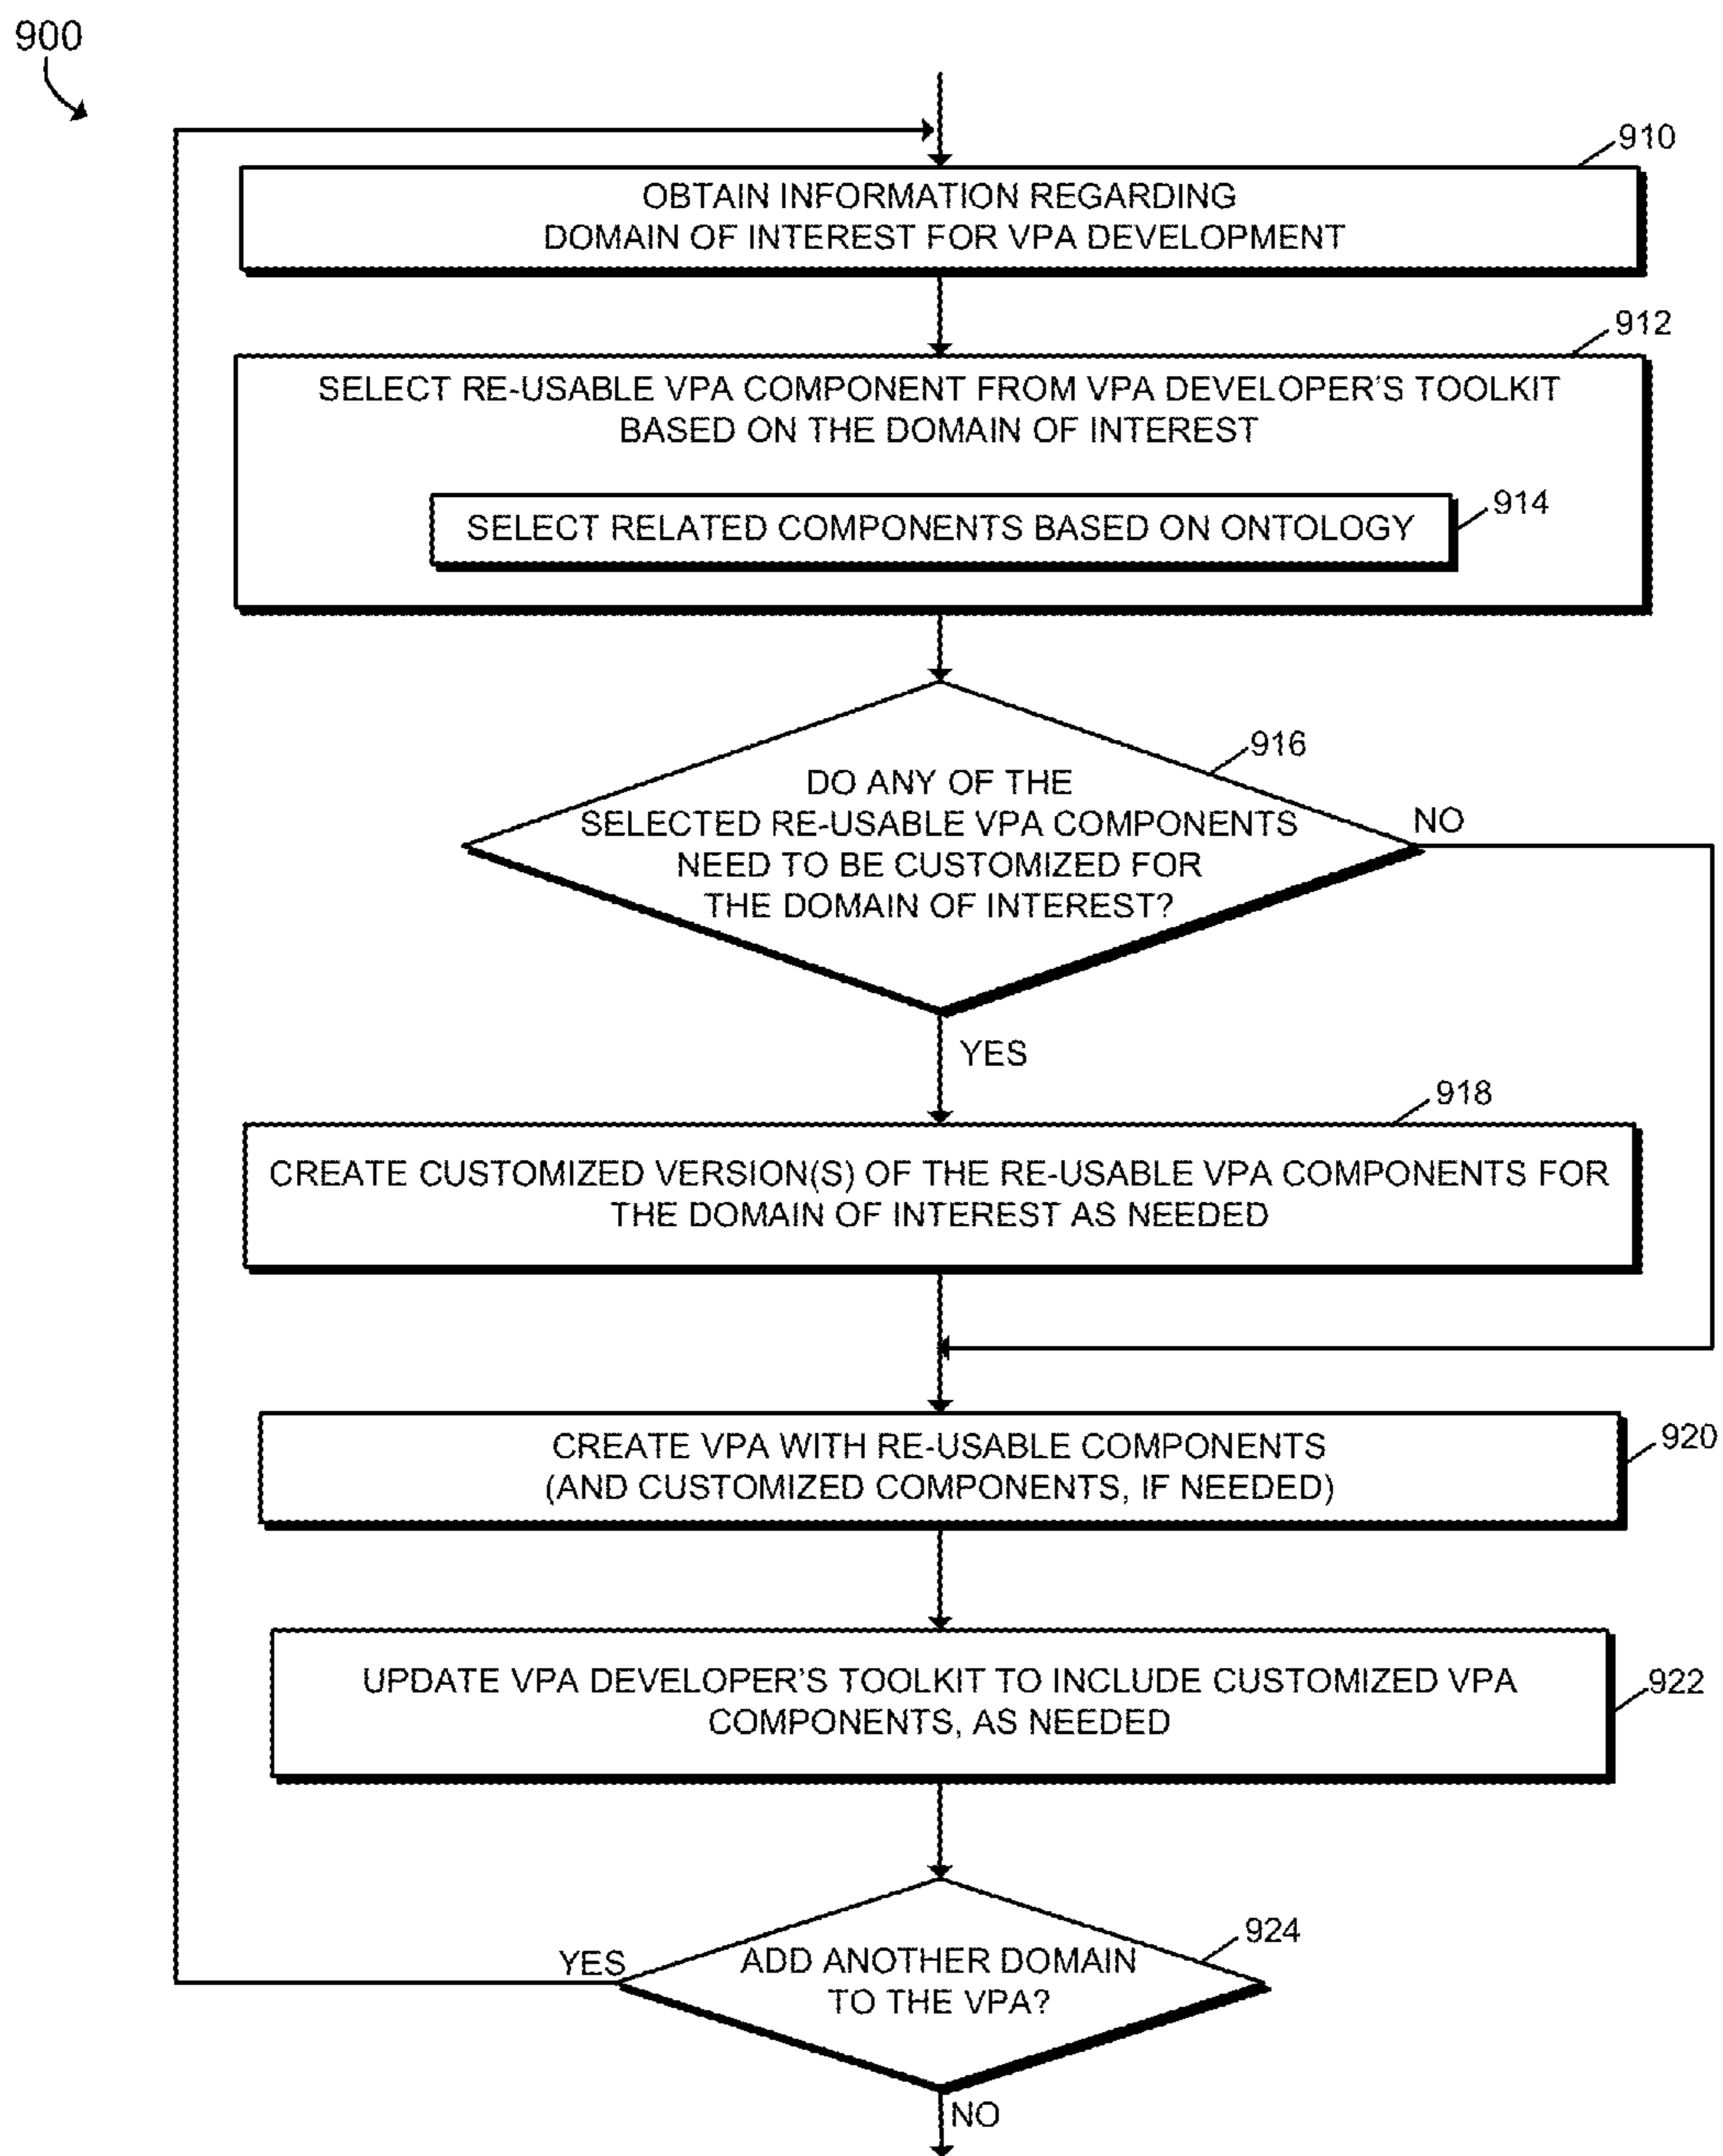 900
910
OBTAIN INFORMATION REGARDING
DOMAIN OF INTEREST FOR VPA DEVELOPMENT
912
SELECT RE-USABLE VPA COMPONENT FROM VPA DEVELOPER'S TOOLKIT
BASED ON THE DOMAIN OF INTEREST
914
SELECT RELATED COMPONENTS BASED ON ONTOLOGY
916
DO ANY OF THE
SELECTED RE-USABLE VPA COMPONENTS
NEED TO BE CUSTOMIZED FOR
THE DOMAIN OF INTEREST?
NO
YES
918
CREATE CUSTOMIZED VERSION(S) OF THE RE-USABLE VPA COMPONENTS FOR
THE DOMAIN OF INTEREST AS NEEDED
920
CREATE VPA WITH RE-USABLE COMPONENTS
(AND CUSTOMIZED COMPONENTS, IF NEEDED)
922
UPDATE VPA DEVELOPER'S TOOLKIT TO INCLUDE CUSTOMIZED VPA
COMPONENTS, AS NEEDED
924
YES
ADD ANOTHER DOMAIN
TO THE VPA?
NO